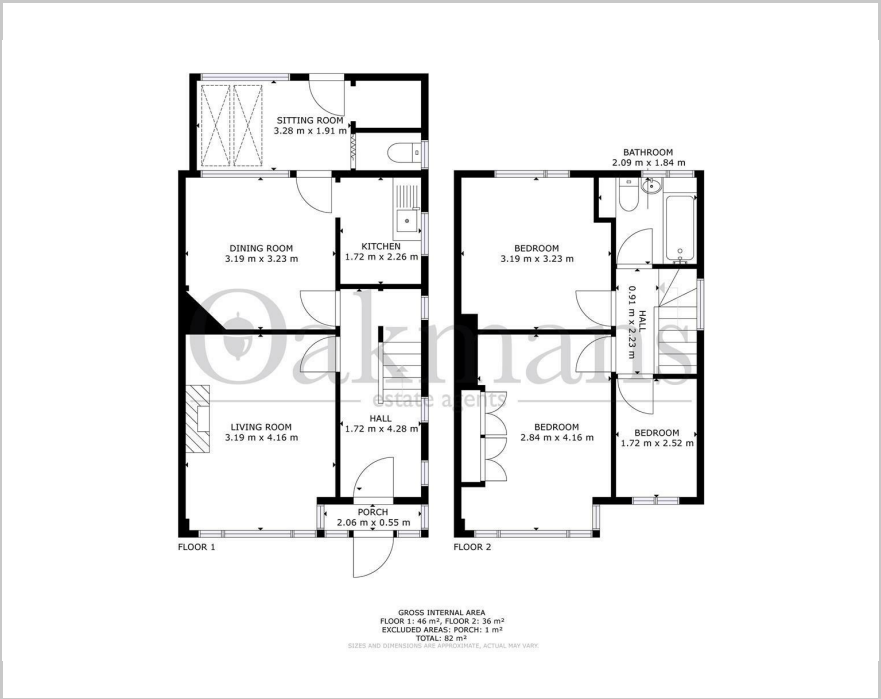 SITTING ROOM
3.28 m x 1.91 m
DINING ROOM
3.19 m x 3.23 m
KITCHEN
1.72 m x 2.26 m
LIVING ROOM
3.19 m x 4.16 m
HALL
1.72 m x 4.28 m
PORCH
2.06 m x 0.55 m
FLOOR 1
BATHROOM
2.09 m x 1.84 m
BEDROOM
3.19 m x 3.23 m
HALL
0.91 m x 2.23 m
BEDROOM
2.84 m x 4.16 m
BEDROOM
1.72 m x 2.52 m
FLOOR 2
Oakmans
estate agents
GROSS INTERNAL AREA
FLOOR 1: 46 m², FLOOR 2: 36 m²
EXCLUDED AREAS: PORCH: 1 m²
TOTAL: 82 m²
SIZES AND DIMENSIONS ARE APPROXIMATE, ACTUAL MAY VARY.